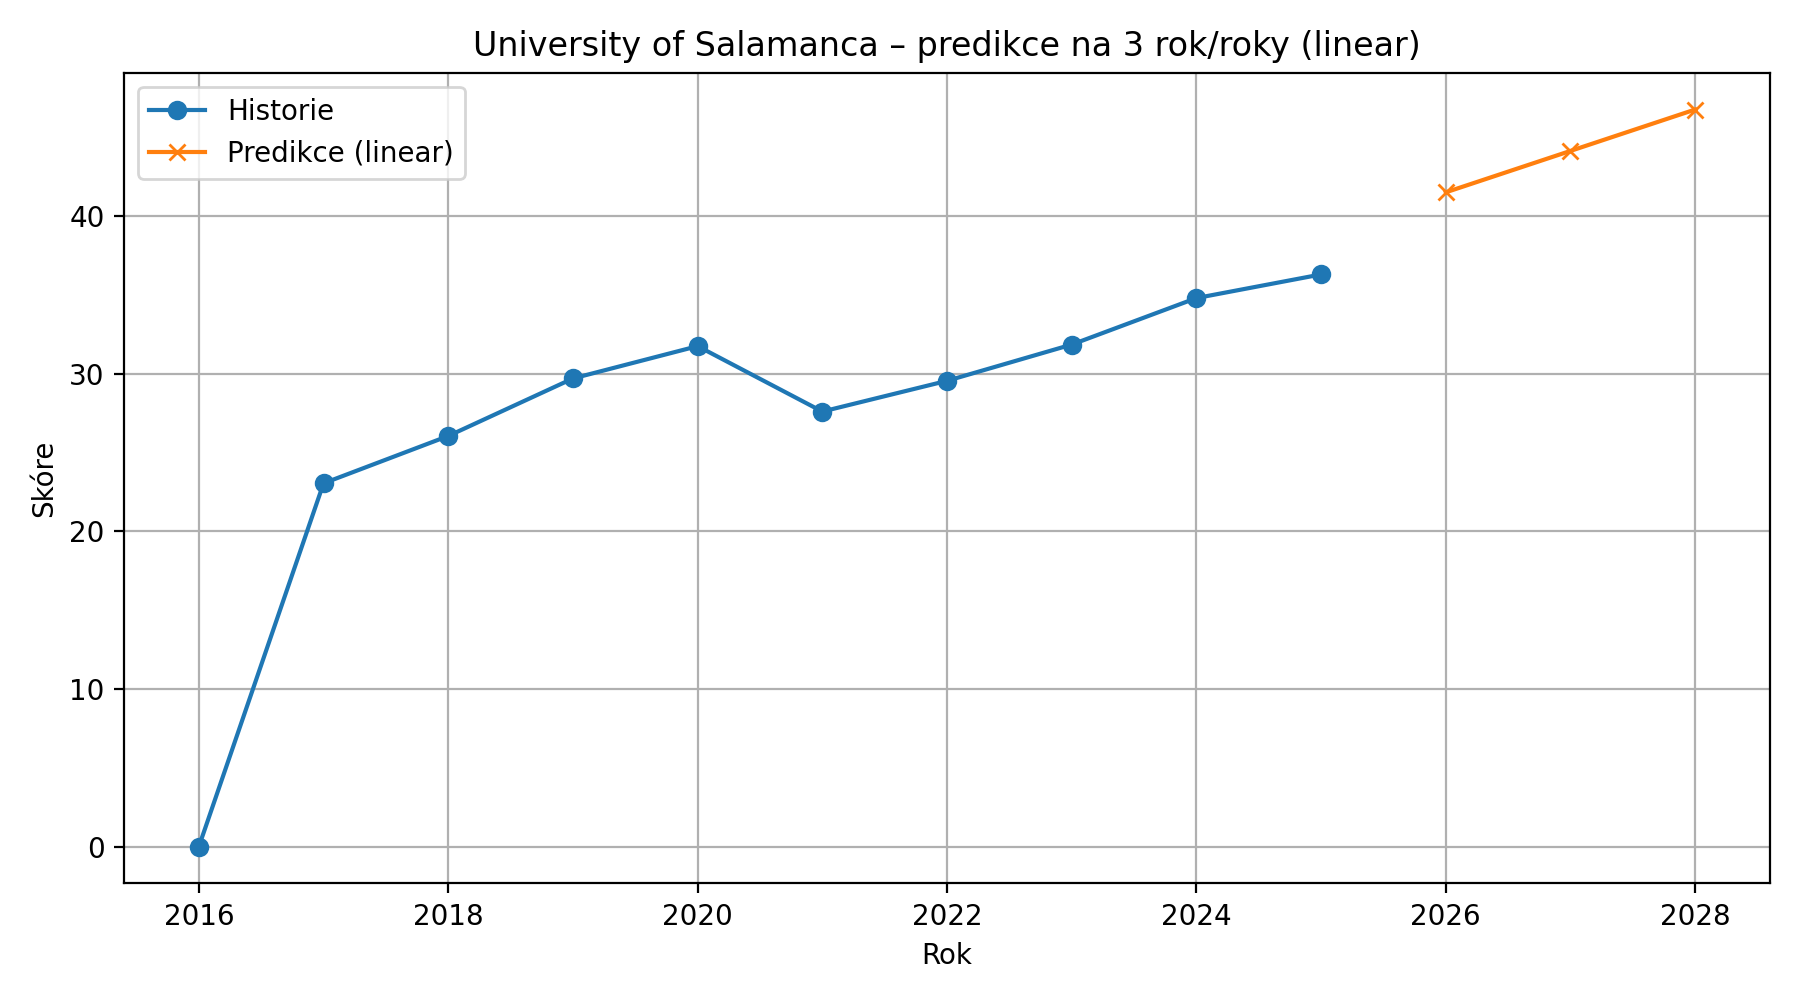 University of Salamanca – predikce na 3 rok/roky (linear)
Historie
Predikce (linear)
Skóre
40
30
20
10
0
2016 2018 2020 2022 2024 2026 2028
Rok